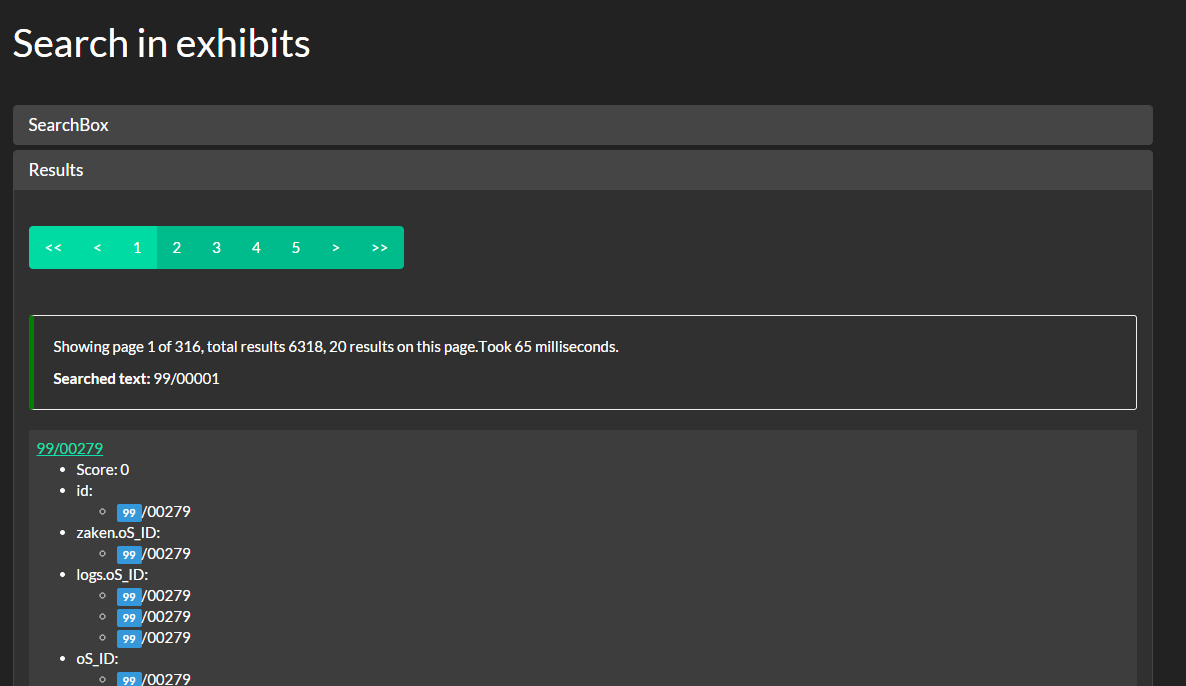 Search in exhibits
SearchBox
Results
<< < 1 2 3 4 5 > >>
Showing page 1 of 316, total results 6318, 20 results on this page.Took 65 milliseconds.
Searched text: 99/00001
99/00279
Score: 0
id:
99/00279
zaken.oS_ID:
99/00279
logs.oS_ID:
99/00279
99/00279
99/00279
oS_ID:
99/00279